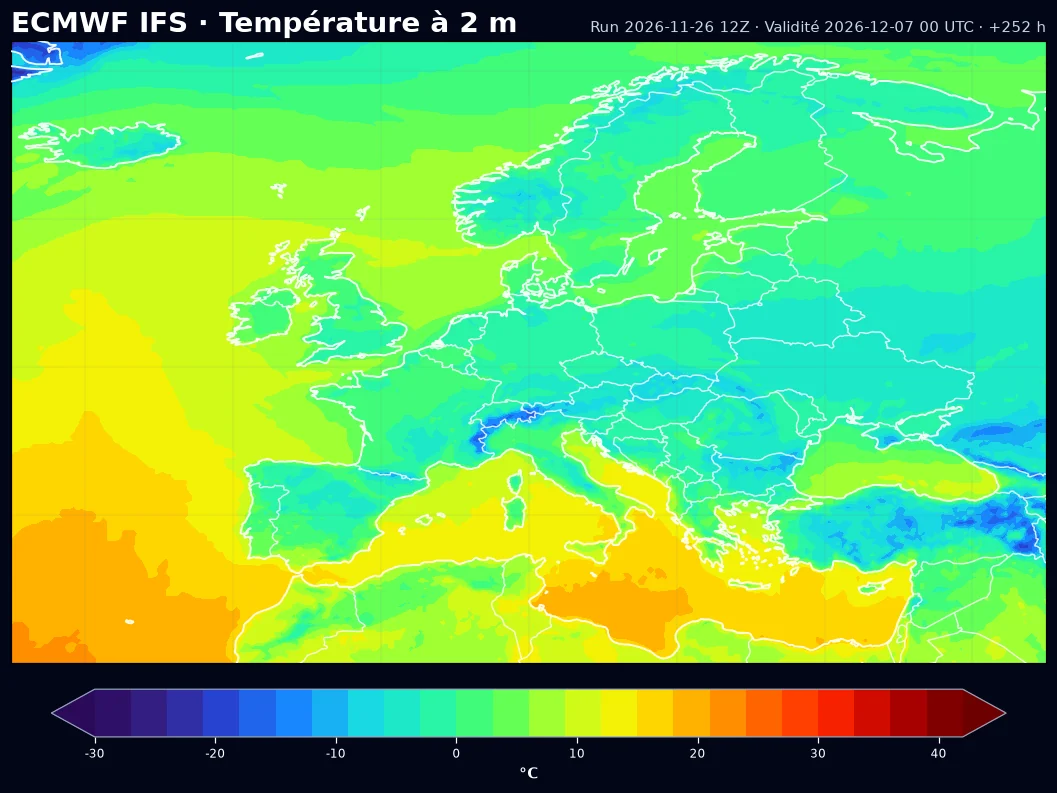 ECMWF IFS · Température à 2 m
Run 2026-11-26 12Z · Validité 2026-12-07 00 UTC · +252 h
-30 -20 -10 0 10 20 30 40
°C